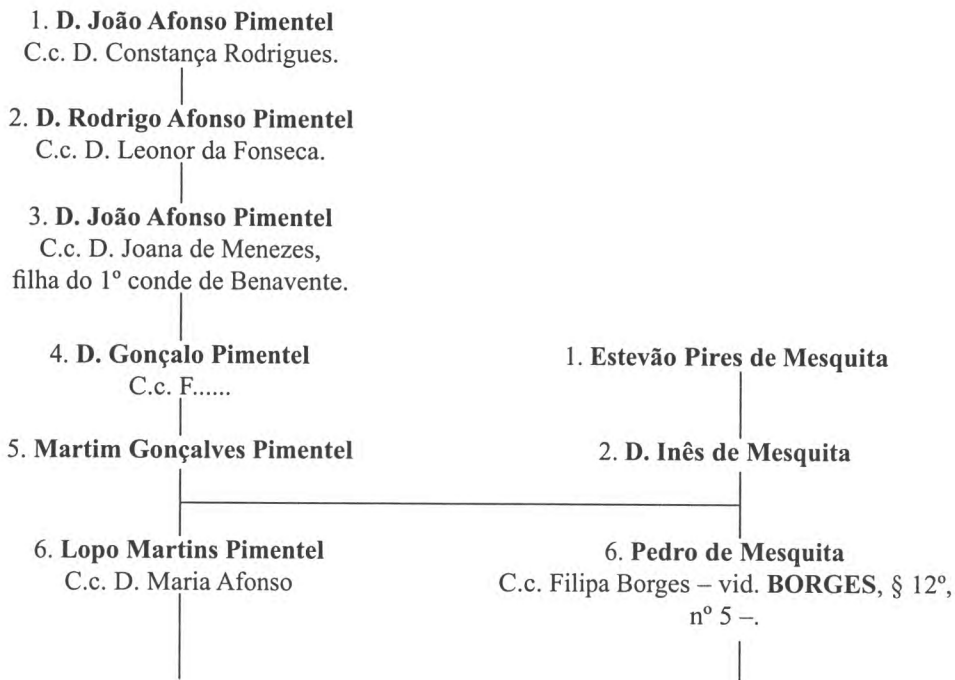 1. D. João Afonso Pimentel
C.c. D. Constança Rodrigues.
2. D. Rodrigo Afonso Pimentel
C.c. D. Leonor da Fonseca.
3. D. João Afonso Pimentel
C.c. D. Joana de Menezes,
filha do 1º conde de Benavente.
4. D. Gonçalo Pimentel
C.c. F......
1. Estevão Pires de Mesquita
5. Martim Gonçalves Pimentel
2. D. Inês de Mesquita
6. Lopo Martins Pimentel
C.c. D. Maria Afonso
6. Pedro de Mesquita
C.c. Filipa Borges – vid. BORGES, § 12º,
nº 5 –.